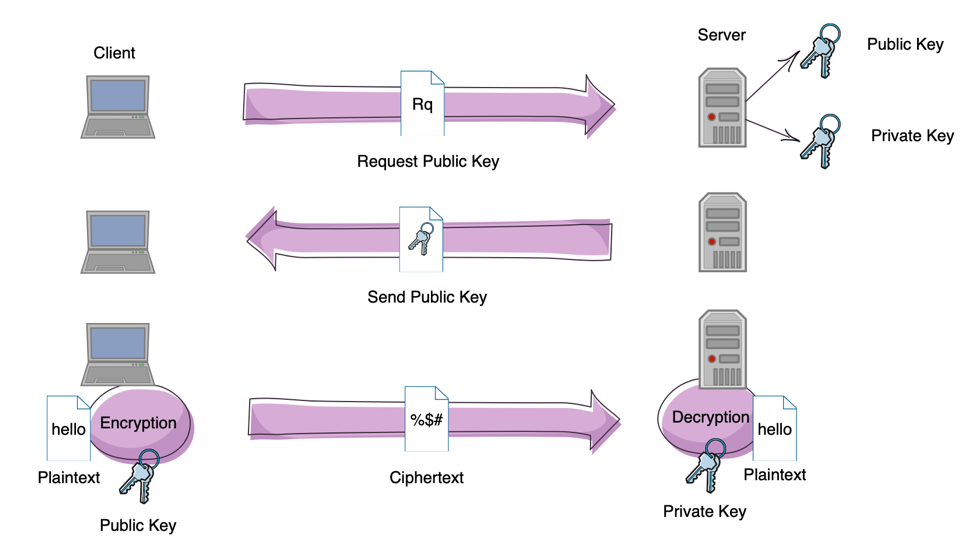 Client
Server
Public Key
Rq
Private Key
Request Public Key
Send Public Key
hello
Encryption
%$#
Decryption
hello
Plaintext
Ciphertext
Plaintext
Public Key
Private Key